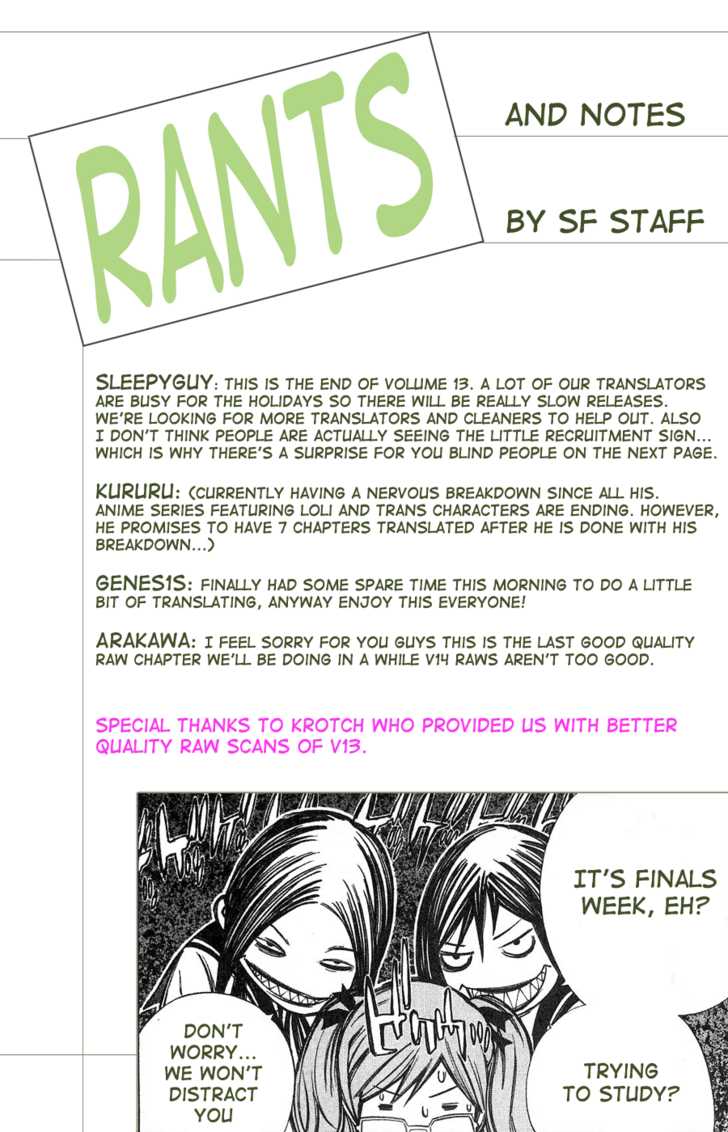 RANTS
AND NOTES
BY SF STAFF
SLEEPYGUY: THIS IS THE END OF VOLUME 13. A LOT OF OUR TRANSLATORS
ARE BUSY FOR THE HOLIDAYS SO THERE WILL BE REALLY SLOW RELEASES.
WE'RE LOOKING FOR MORE TRANSLATORS AND CLEANERS TO HELP OUT. ALSO
I DON'T THINK PEOPLE ARE ACTUALLY SEEING THE LITTLE RECRUITMENT SIGN...
WHICH IS WHY THERE'S A SURPRISE FOR YOU BLIND PEOPLE ON THE NEXT PAGE.
KURURU: (CURRENTLY HAVING A NERVOUS BREAKDOWN SINCE ALL HIS.
ANIME SERIES FEATURING LOLI AND TRANS CHARACTERS ARE ENDING. HOWEVER,
HE PROMISES TO HAVE 7 CHAPTERS TRANSLATED AFTER HE IS DONE WITH HIS
BREAKDOWN...)
GENES1S: FINALLY HAD SOME SPARE TIME THIS MORNING TO DO A LITTLE
BIT OF TRANSLATING, ANYWAY ENJOY THIS EVERYONE!
ARAKAWA: I FEEL SORRY FOR YOU GUYS THIS IS THE LAST GOOD QUALITY
RAW CHAPTER WE'LL BE DOING IN A WHILE V14 RAWS AREN'T TOO GOOD.
SPECIAL THANKS TO KROTCH WHO PROVIDED US WITH BETTER
QUALITY RAW SCANS OF V13.
IT'S FINALS
WEEK, EH?
TRYING
TO STUDY?
DON'T
WORRY...
WE WON'T
DISTRACT
YOU